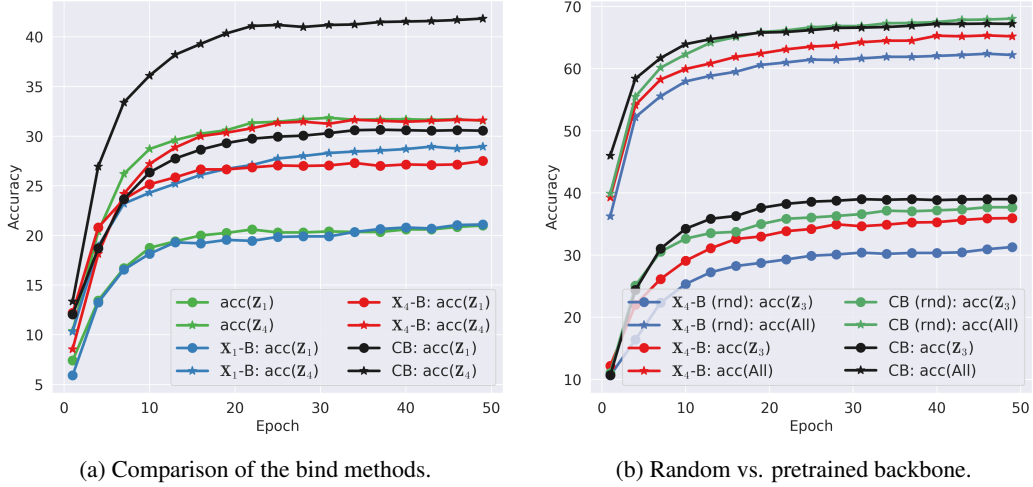 40
35
30
25
20
15
10
5
Accuracy
0 10 20 30 40 50
Epoch
acc(Z₁)
acc(Z₄)
X₁-B: acc(Z₁)
X₁-B: acc(Z₄)
X₄-B: acc(Z₁)
X₄-B: acc(Z₄)
CB: acc(Z₁)
CB: acc(Z₄)
(a) Comparison of the bind methods.
70
60
50
40
30
20
10
Accuracy
0 10 20 30 40 50
Epoch
X₄-B (rnd): acc(Z₃)
X₄-B (rnd): acc(All)
X₄-B: acc(Z₃)
X₄-B: acc(All)
CB (rnd): acc(Z₃)
CB (rnd): acc(All)
CB: acc(Z₃)
CB: acc(All)
(b) Random vs. pretrained backbone.